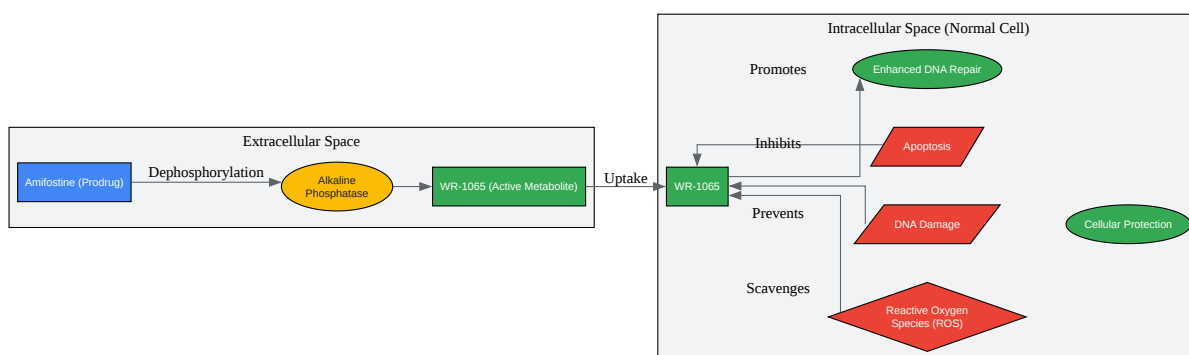 Extracellular Space
Amifostine (Prodrug)
Dephosphorylation
Alkaline
Phosphatase
WR-1065 (Active Metabolite)
Uptake
Intracellular Space (Normal Cell)
WR-1065
Promotes
Enhanced DNA Repair
Inhibits
Apoptosis
Prevents
DNA Damage
Cellular Protection
Scavenges
Reactive Oxygen
Species (ROS)